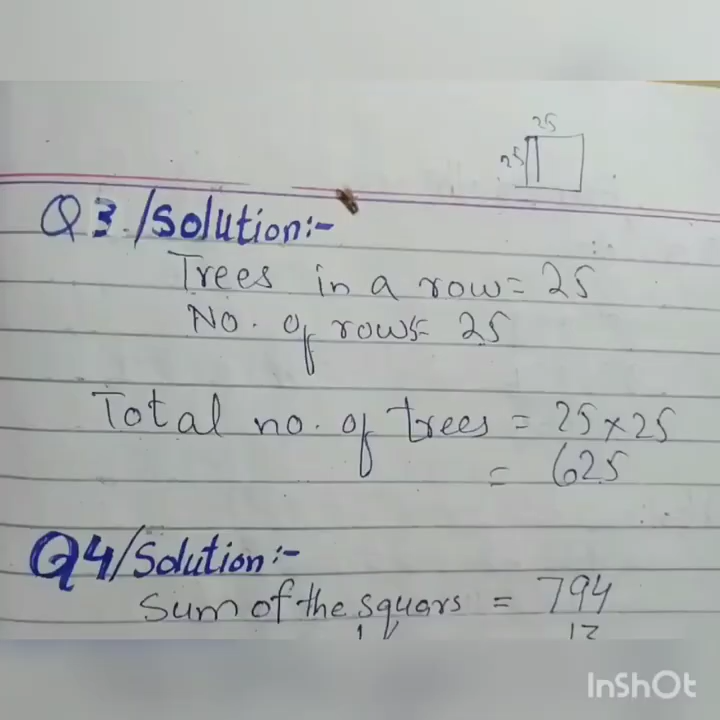 25
25
Q3/Solution:-
Trees in a row = 25
No. of rows = 25
Total no. of trees = 25 × 25
= 625
Q4/Solution:-
Sum of the squars = 794
InShOt